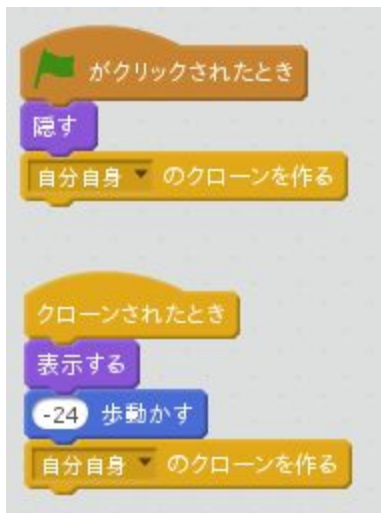 がクリックされたとき
隠す
自分自身 のクローンを作る
クローンされたとき
表示する
-24 歩動かす
自分自身 のクローンを作る